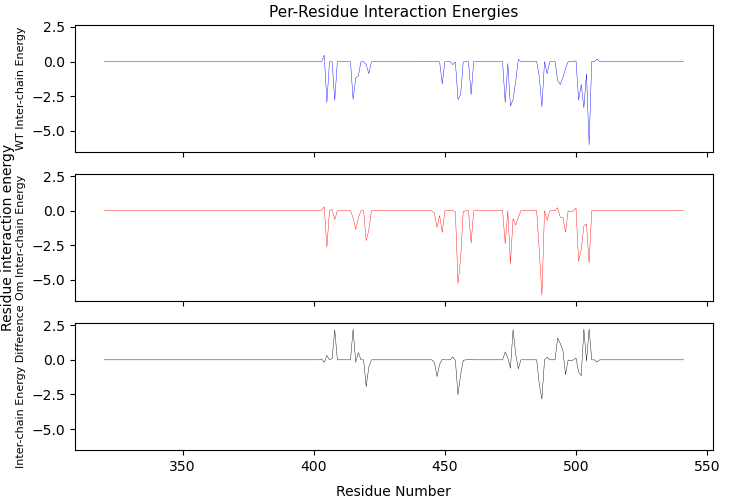 Per-Residue Interaction Energies
Residue interaction energy
WT Inter-chain Energy
2.5
0.0
−2.5
−5.0
Om Inter-chain Energy
2.5
0.0
−2.5
−5.0
Inter-chain Energy Difference
2.5
0.0
−2.5
−5.0
350
400
450
500
550
Residue Number